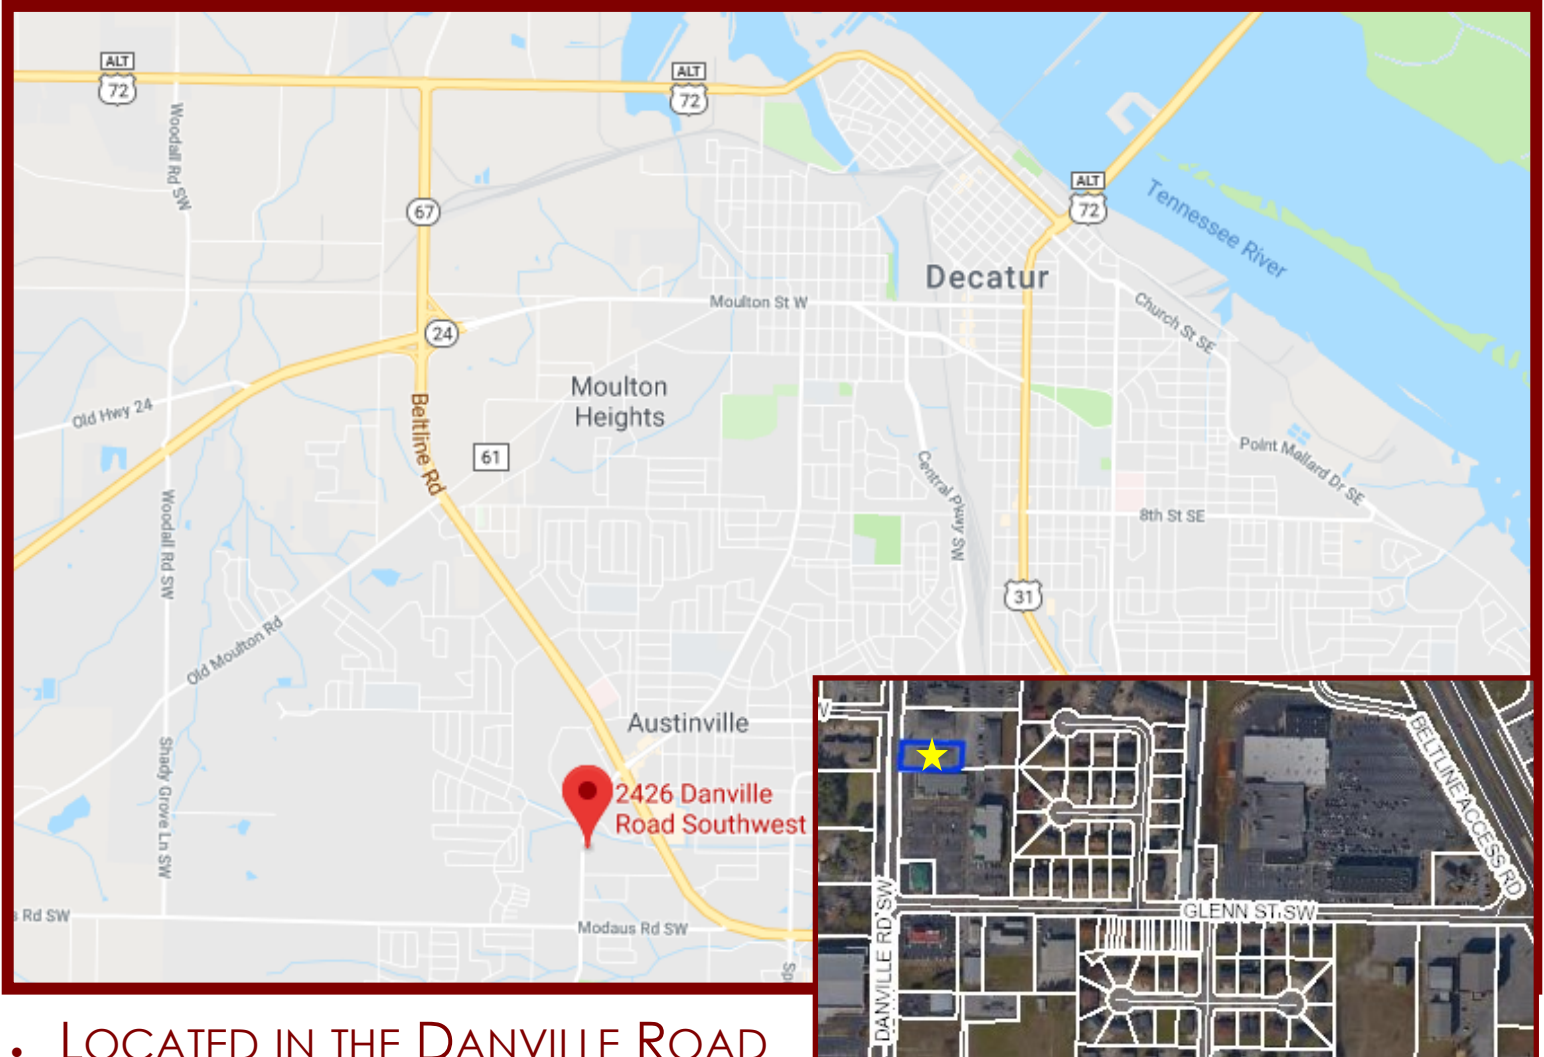 ALT
72
ALT
72
Woodall Rd SW
67
ALT
72
Tennessee River
Decatur
Moulton St W
Church St SE
24
Moulton
Heights
Old Hwy 24
Beltline Rd
61
Central Pkwy SW
Point Mallard Dr SE
8th St SE
Woodall Rd SW
31
Old Moulton Rd
Austinville
2426 Danville
Road Southwest
Shady Grove Ln SW
s Rd SW
Modaus Rd SW
Sp
W
BELTLINE ACCESS RD
GLENN ST SW
DANVILLE RD SW
• LOCATED IN THE DANVILLE ROAD